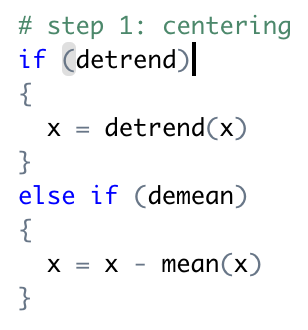 # step 1: centering
if (detrend)
{
  x = detrend(x)
}
else if (demean)
{
  x = x - mean(x)
}